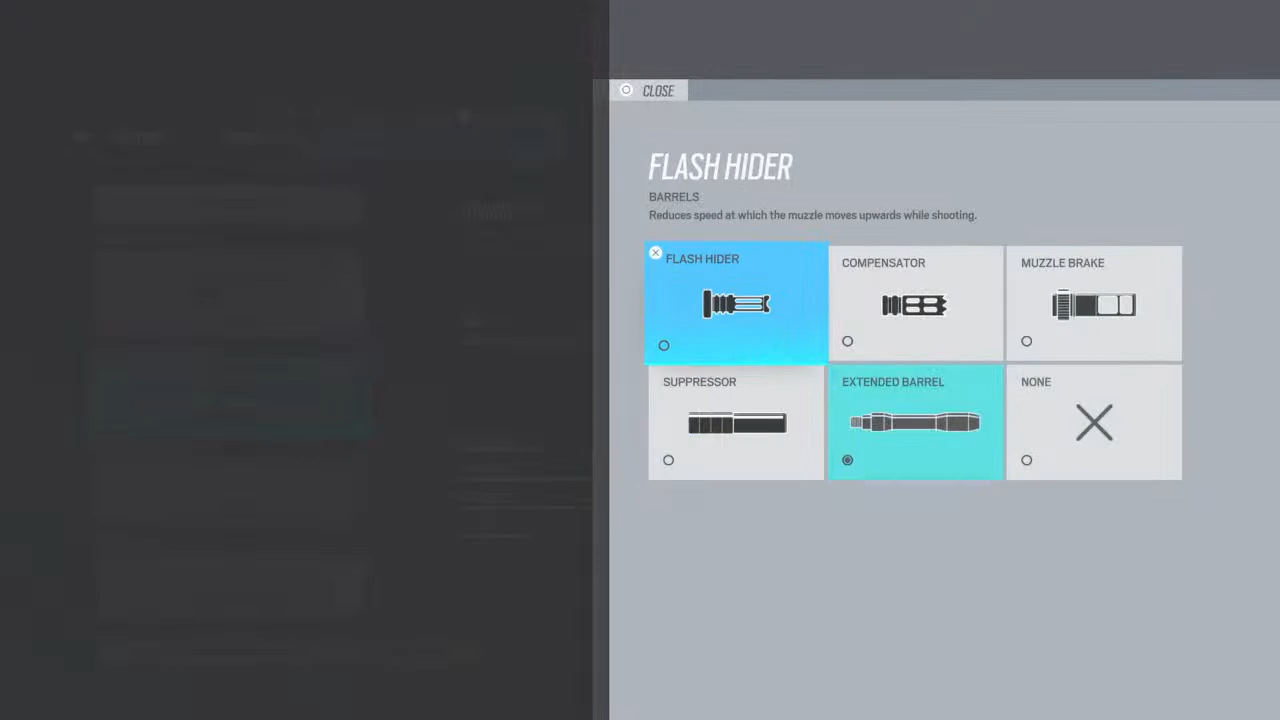 CLOSE
FLASH HIDER
BARRELS
Reduces speed at which the muzzle moves upwards while shooting.
FLASH HIDER
COMPENSATOR
MUZZLE BRAKE
SUPPRESSOR
EXTENDED BARREL
NONE